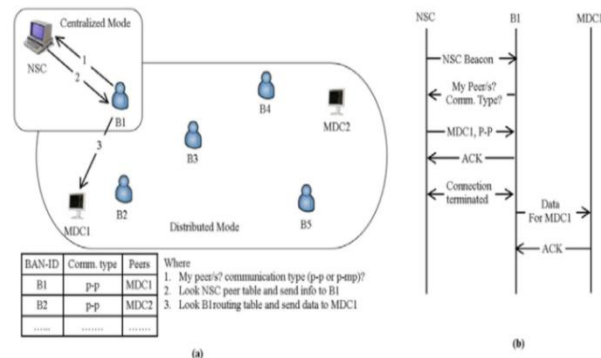 (a)
Centralized Mode
NSC
1
2
B1
3
B4
MDC2
B3
B2
MDC1
B5
Distributed Mode
BAN-ID Comm. type Peers
B1 p-p MDC1
B2 p-p MDC2
...... ....... .......
Where
1. My peer/s? communication type (p-p or p-mp)?
2. Look NSC peer table and send info to B1
3. Look B1routing table and send data to MDC1
(a)
NSC B1 MDC1
NSC Beacon
My Peer/s?
Comm. Type?
MDC1, P-P
ACK
Connection
terminated
Data
For MDC1
ACK
(b)